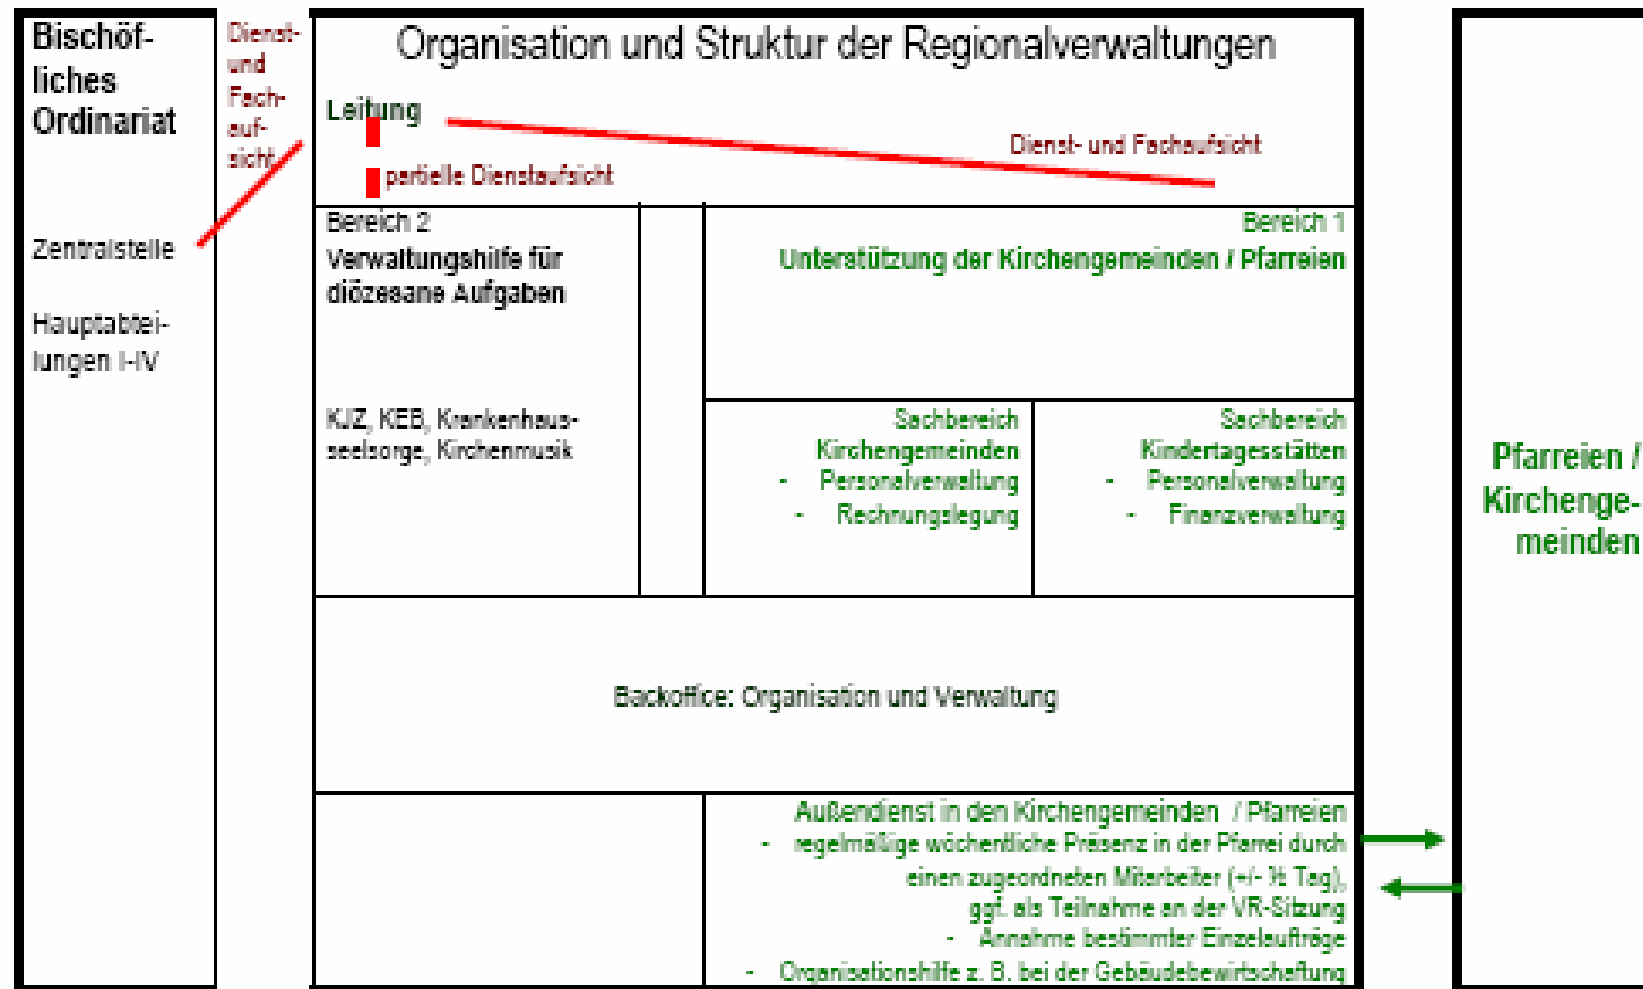 Bischöf-
liches
Ordinariat
Zentralstelle
Hauptabtei-
lungen I-IV
Dienst-
und
Fach-
auf-
sicht
Organisation und Struktur der Regionalverwaltungen
Leitung
Dienst- und Fachaufsicht
partielle Dienstaufsicht
Bereich 2
Verwaltungshilfe für
diözesane Aufgaben
KJZ, KEB, Krankenhaus-
seelsorge, Kirchenmusik
Bereich 1
Unterstützung der Kirchengemeinden / Pfarreien
Sachbereich
Kirchengemeinden
- Personalverwaltung
- Rechnungslegung
Sachbereich
Kindertagesstätten
- Personalverwaltung
- Finanzverwaltung
Backoffice: Organisation und Verwaltung
Außendienst in den Kirchengemeinden / Pfarreien
- regelmäßige wöchentliche Präsenz in der Pfarrei durch
einen zugeordneten Mitarbeiter (+/- ½ Tag),
ggf. als Teilnahme an der VR-Sitzung
- Annahme bestimmter Einzelaufträge
- Organisationshilfe z. B. bei der Gebäudebewirtschaftung
Pfarreien /
Kirchenge-
meinden